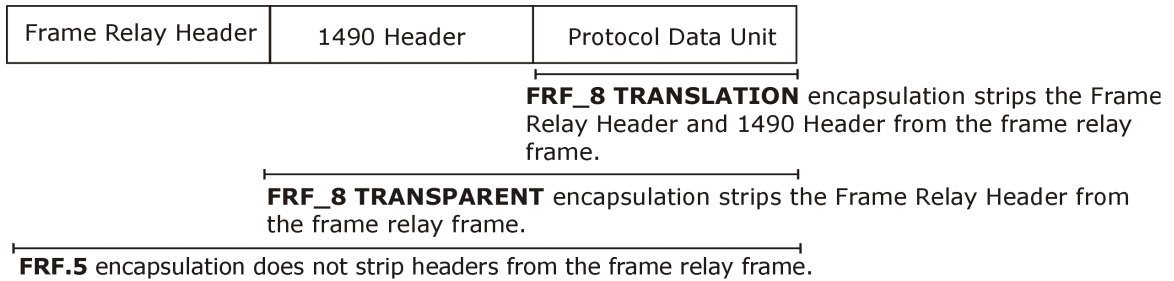 Frame Relay Header 1490 Header Protocol Data Unit
FRF_8 TRANSLATION encapsulation strips the Frame
Relay Header and 1490 Header from the frame relay
frame.
FRF_8 TRANSPARENT encapsulation strips the Frame Relay Header from
the frame relay frame.
FRF.5 encapsulation does not strip headers from the frame relay frame.